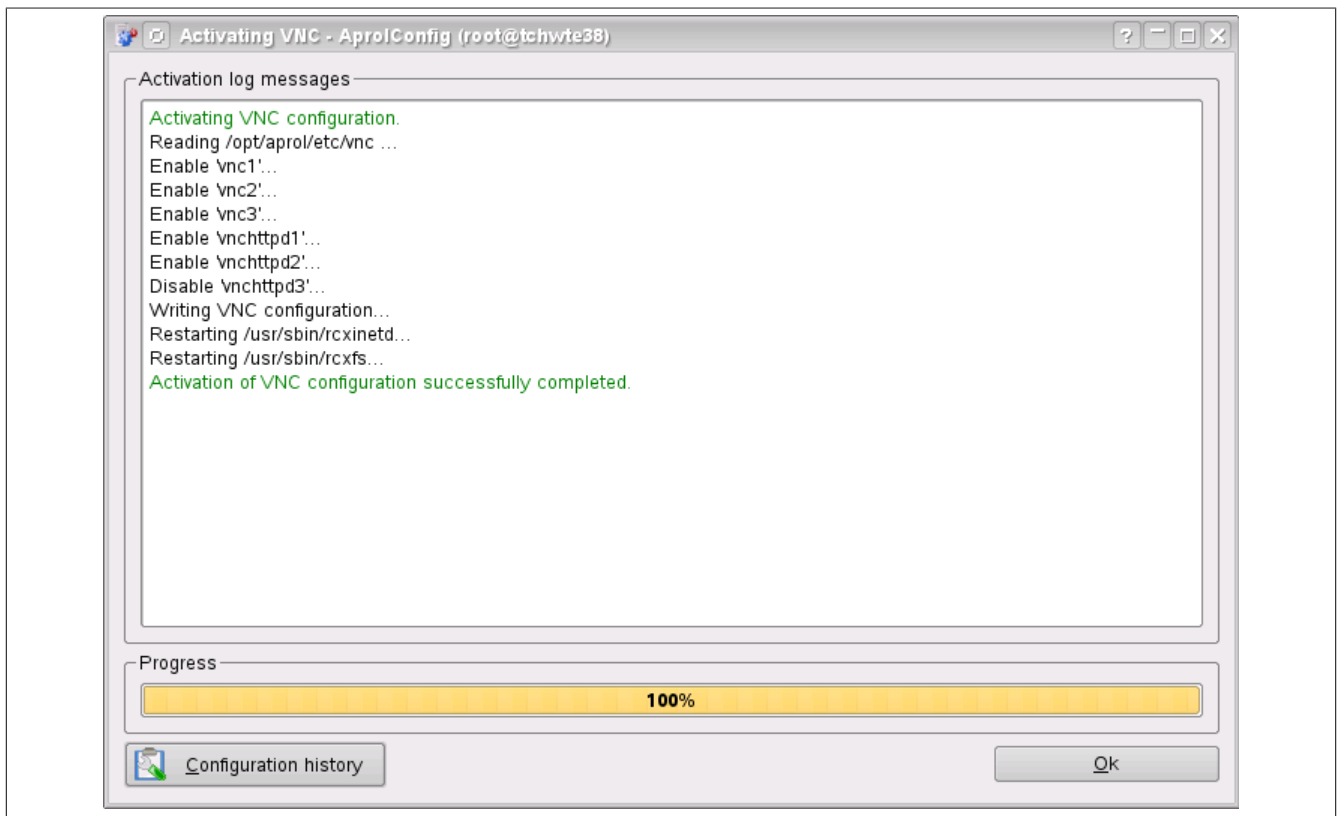 Activating VNC - AprolConfig (root@tchwte38)
Activation log messages
Activating VNC configuration.
Reading /opt/aprol/etc/vnc ...
Enable 'vnc1'...
Enable 'vnc2'...
Enable 'vnc3'...
Enable 'vnchttpd1'...
Enable 'vnchttpd2'...
Disable 'vnchttpd3'...
Writing VNC configuration...
Restarting /usr/sbin/rcxinetd...
Restarting /usr/sbin/rcxfs...
Activation of VNC configuration successfully completed.
Progress
100%
Configuration history
Ok